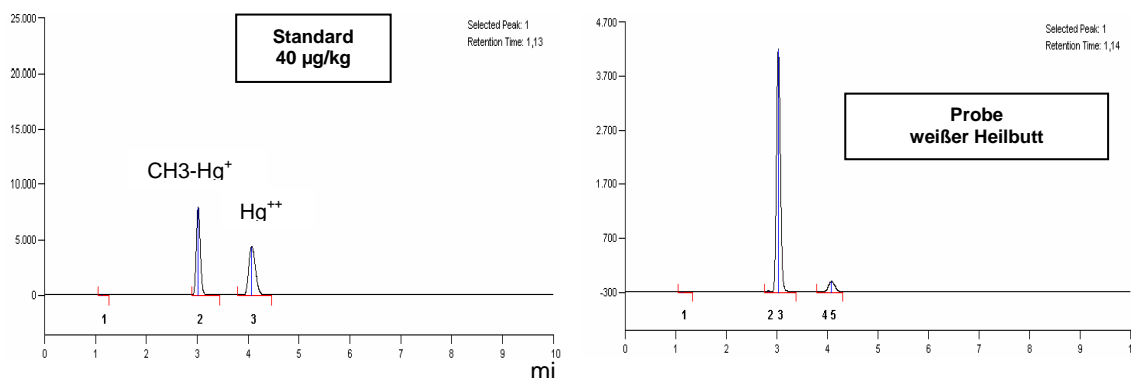 25.000
20.000
15.000
10.000
5.000
0
Standard
40 µg/kg
Selected Peak: 1
Retention Time: 1,13
CH3-Hg+
Hg++
1 2 3
0 1 2 3 4 5 6 7 8 9 10
mi
4.700
3.700
2.700
1.700
700
-300
Selected Peak: 1
Retention Time: 1,14
Probe
weißer Heilbutt
1 2 3 4 5
0 1 2 3 4 5 6 7 8 9 10